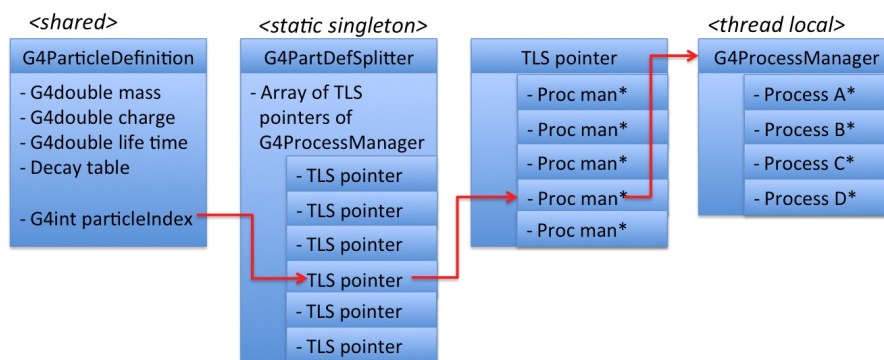 <shared>
G4ParticleDefinition
- G4double mass
- G4double charge
- G4double life time
- Decay table
- G4int particleIndex
<static singleton>
G4PartDefSplitter
- Array of TLS
pointers of
G4ProcessManager
- TLS pointer
- TLS pointer
- TLS pointer
- TLS pointer
- TLS pointer
- TLS pointer
TLS pointer
- Proc man*
- Proc man*
- Proc man*
- Proc man*
- Proc man*
<thread local>
G4ProcessManager
- Process A*
- Process B*
- Process C*
- Process D*